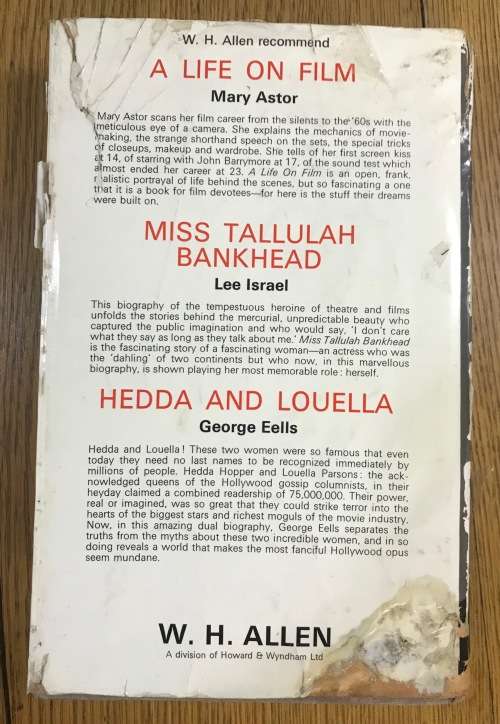 W. H. Allen recommend
A LIFE ON FILM
Mary Astor
Mary Astor scans her film career from the silents to the '60s with the
meticulous eye of a camera. She explains the mechanics of movie-
making, the strange shorthand speech on the sets, the special tricks
of closeups, makeup and wardrobe. She tells of her first screen kiss
at 14, of starring with John Barrymore at 17, of the sound test which
almost ended her career at 23. A Life On Film is an open, frank,
realistic portrayal of life behind the scenes, but so fascinating a one
that it is a book for film devotees—for here is the stuff their dreams
were built on.
MISS TALLULAH
BANKHEAD
Lee Israel
This biography of the tempestuous heroine of theatre and films
unfolds the stories behind the mercurial, unpredictable beauty who
captured the public imagination and who would say, 'I don't care
what they say as long as they talk about me.' Miss Tallulah Bankhead
is the fascinating story of a fascinating woman—an actress who was
the 'dahling' of two continents but who now, in this marvellous
biography, is shown playing her most memorable role: herself.
HEDDA AND LOUELLA
George Eells
Hedda and Louella! These two women were so famous that even
today they need no last names to be recognized immediately by
millions of people. Hedda Hopper and Louella Parsons: the ack-
nowledged queens of the Hollywood gossip columnists, in their
heyday claimed a combined readership of 75,000,000. Their power,
real or imagined, was so great that they could strike terror into the
hearts of the biggest stars and richest moguls of the movie industry.
Now, in this amazing dual biography, George Eells separates the
truths from the myths about these two incredible women, and in so
doing reveals a world that makes the most fanciful Hollywood opus
seem mundane.
W. H. ALLEN
A division of Howard & Wyndham Ltd